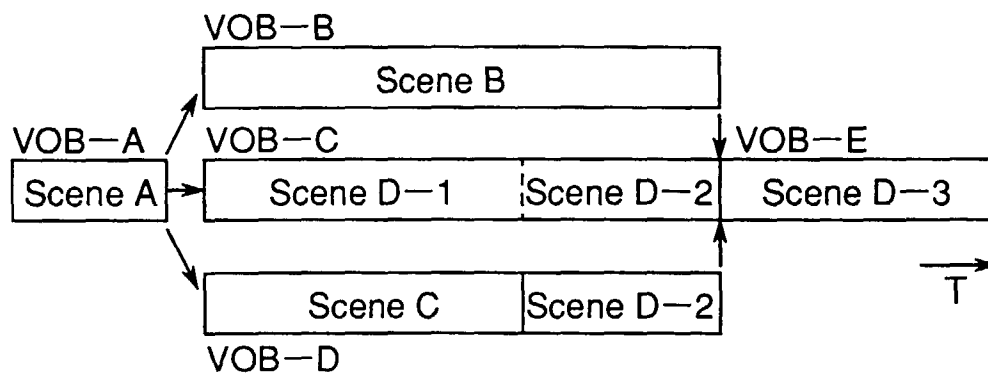 VOB—B
Scene B
VOB—A
VOB—C
VOB—E
Scene A
Scene D—1
Scene D—2
Scene D—3
Scene C
Scene D—2
T
VOB—D